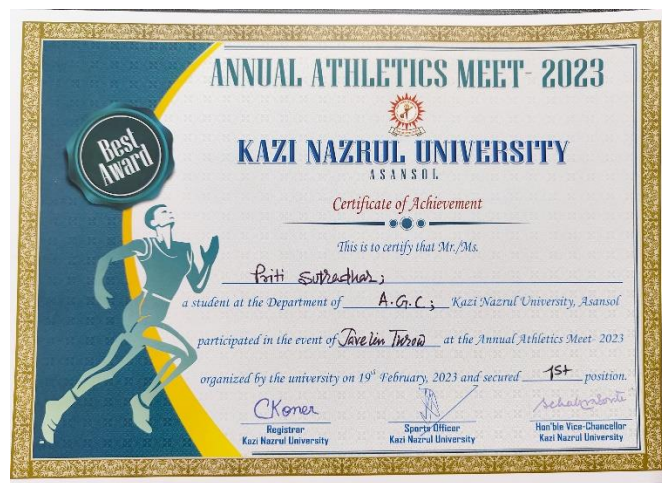 ANNUAL ATHLETICS MEET- 2023
Best
Award
KAZI NAZRUL UNIVERSITY
ASANSOL
Certificate of Achievement
This is to certify that Mr./Ms.
Priti Sutradhar;
a student at the Department of A.G.C; Kazi Nazrul University, Asansol
participated in the event of Javelin Throw at the Annual Athletics Meet- 2023
organized by the university on 19th February, 2023 and secured 1st position.
CKoner
Registrar
Kazi Nazrul University
Sports Officer
Kazi Nazrul University
Hon'ble Vice-Chancellor
Kazi Nazrul University